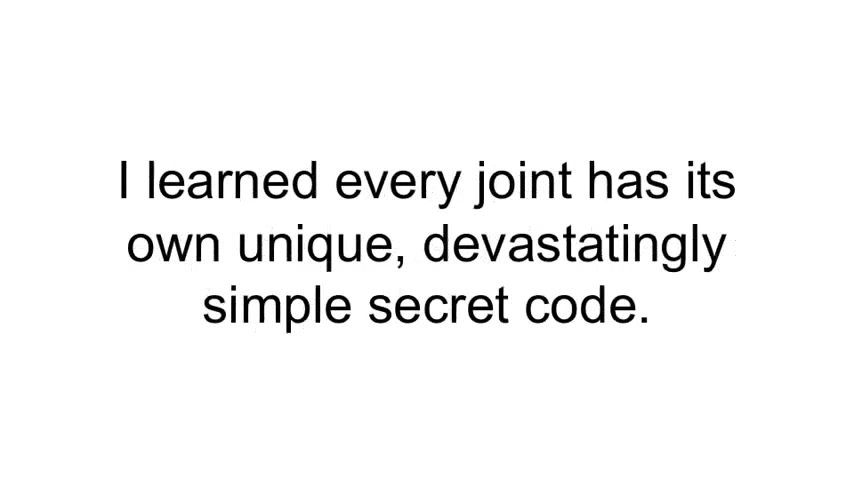 I learned every joint has its
own unique, devastatingly
simple secret code.